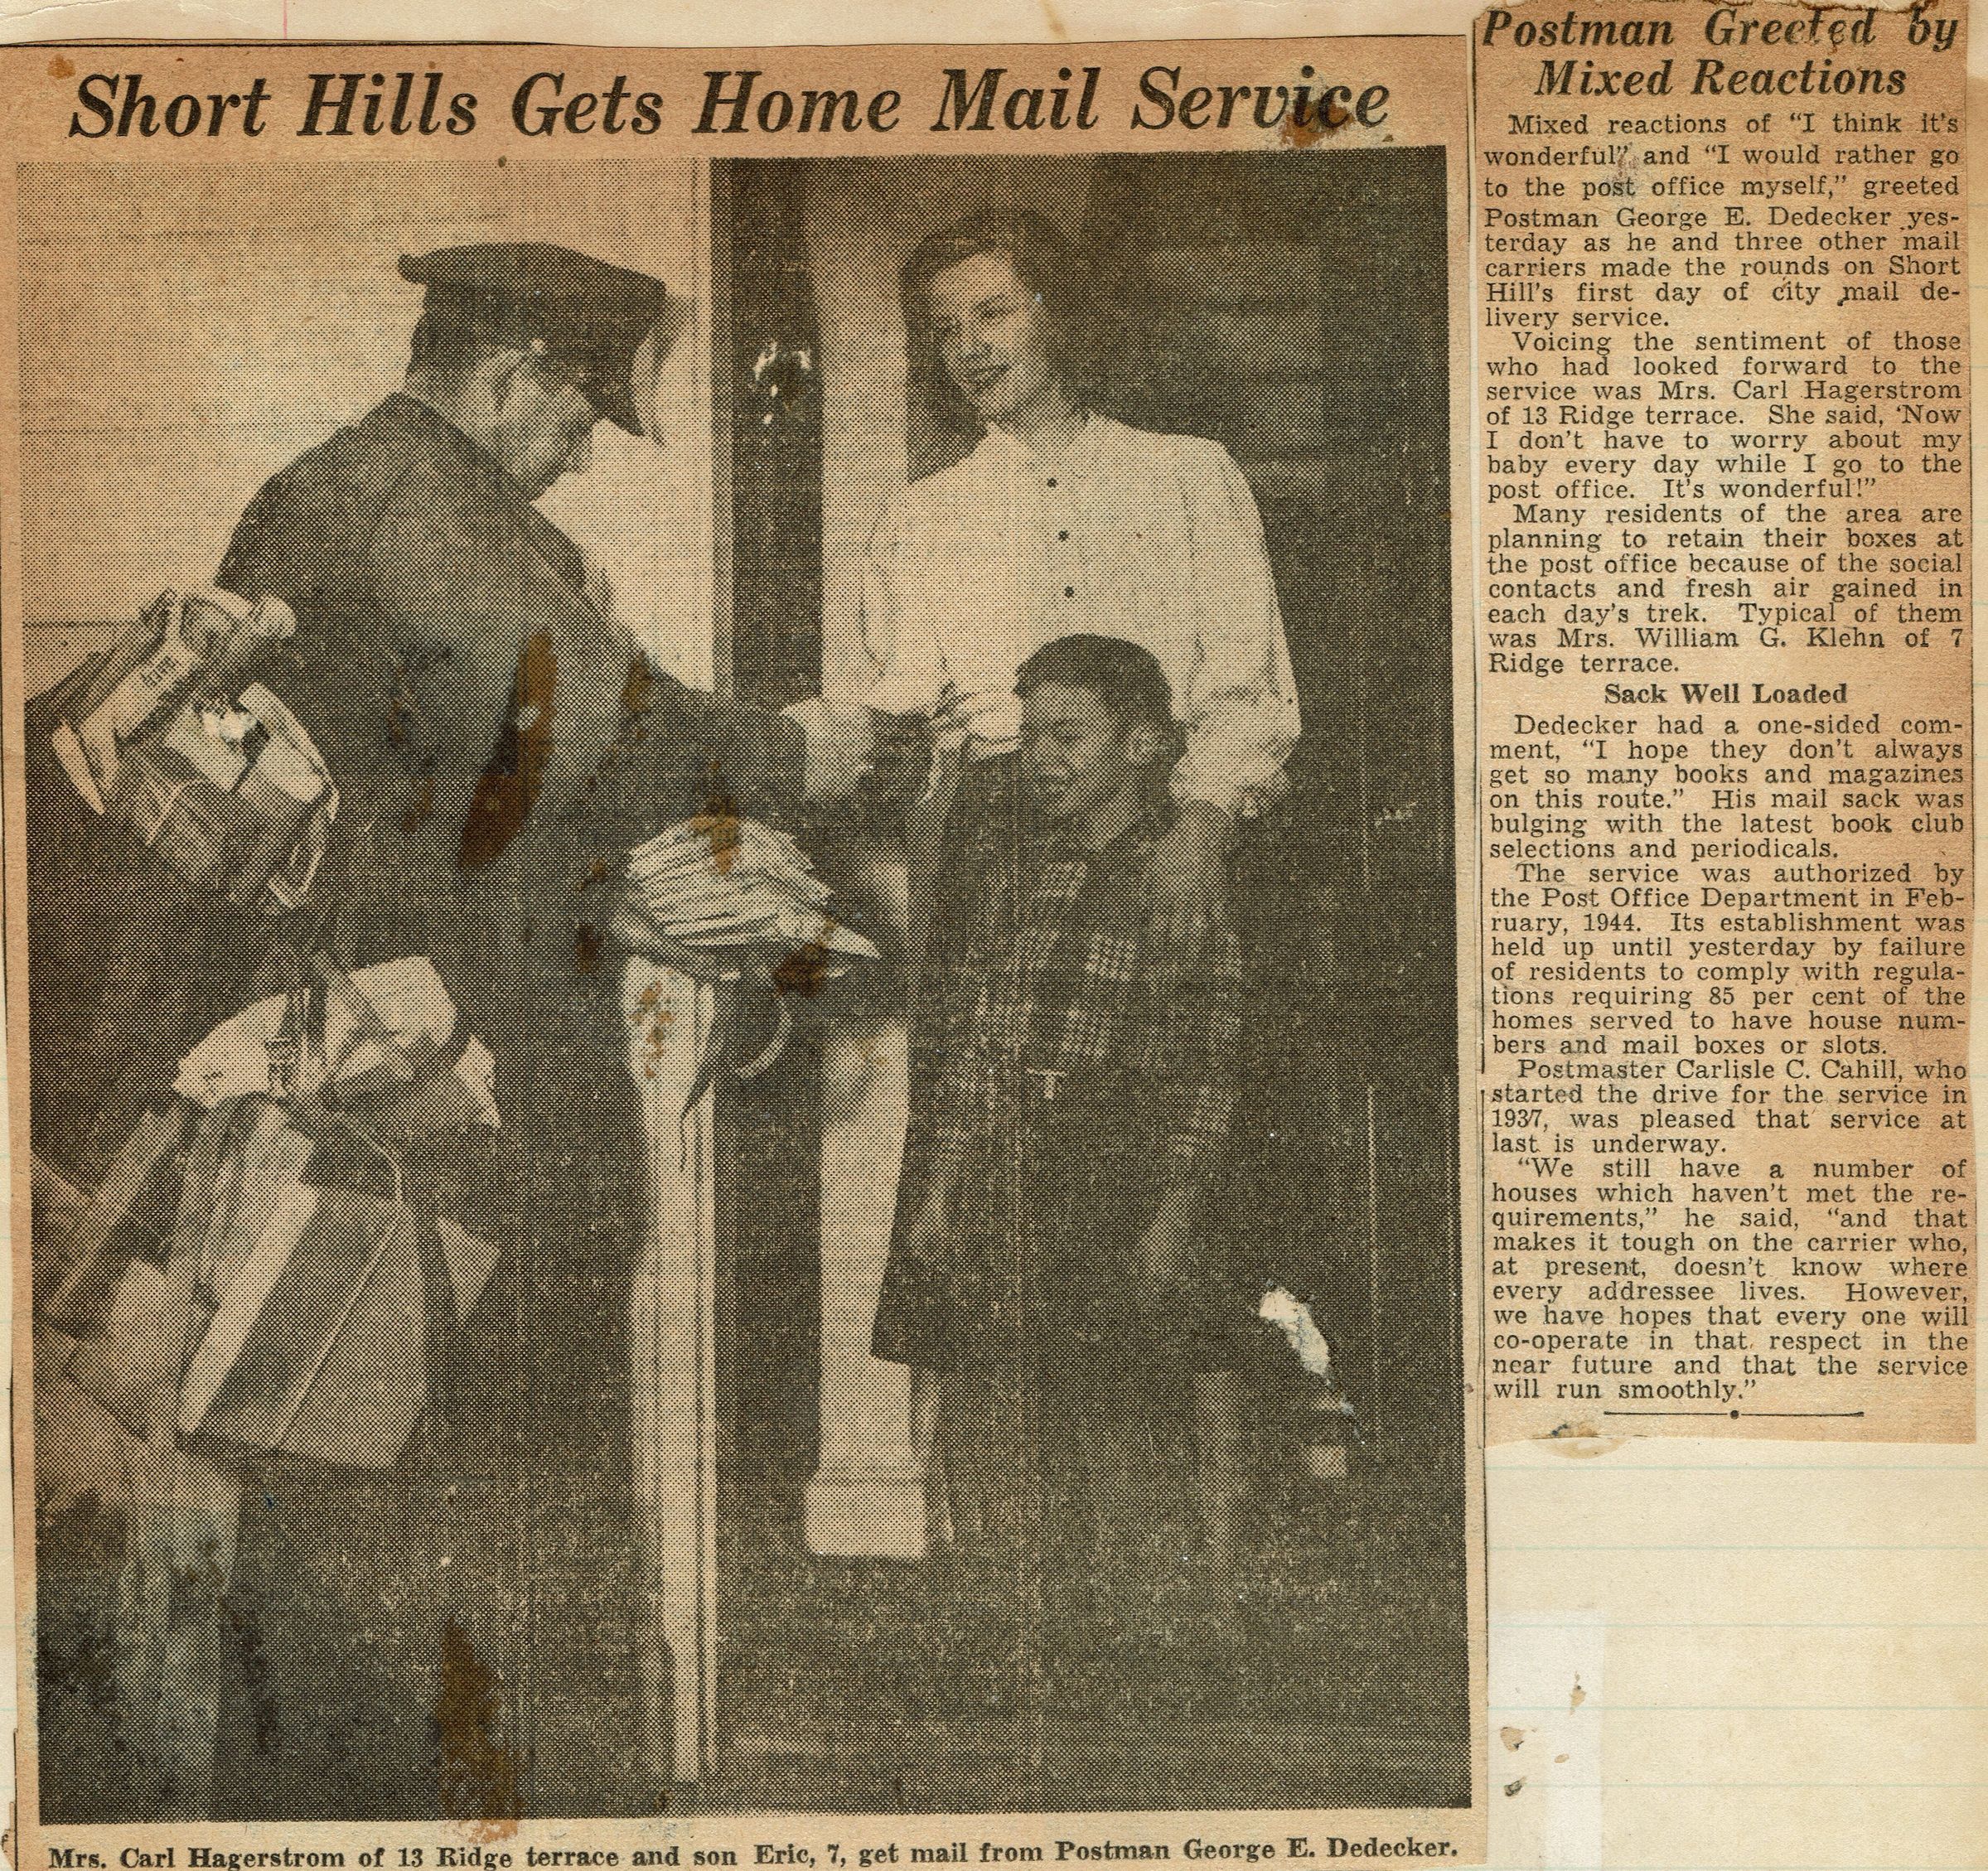 Short Hills Gets Home Mail Service
Mrs. Carl Hagerstrom of 13 Ridge terrace and son Eric, 7, get mail from Postman George E. Dedecker.
Postman Greeted by
Mixed Reactions
Mixed reactions of “I think it's
wonderful” and “I would rather go
to the post office myself,” greeted
Postman George E. Dedecker yes-
terday as he and three other mail
carriers made the rounds on Short
Hill's first day of city mail de-
livery service.
Voicing the sentiment of those
who had looked forward to the
service was Mrs. Carl Hagerstrom
of 13 Ridge terrace. She said, ‘Now
I don't have to worry about my
baby every day while I go to the
post office. It's wonderful!”
Many residents of the area are
planning to retain their boxes at
the post office because of the social
contacts and fresh air gained in
each day's trek. Typical of them
was Mrs. William G. Klehn of 7
Ridge terrace.
Sack Well Loaded
Dedecker had a one-sided com-
ment, “I hope they don't always
get so many books and magazines
on this route.” His mail sack was
bulging with the latest book club
selections and periodicals.
The service was authorized by
the Post Office Department in Feb-
ruary, 1944. Its establishment was
held up until yesterday by failure
of residents to comply with regula-
tions requiring 85 per cent of the
homes served to have house num-
bers and mail boxes or slots.
Postmaster Carlisle C. Cahill, who
started the drive for the service in
1937, was pleased that service at
last is underway.
“We still have a number of
houses which haven't met the re-
quirements,” he said, “and that
makes it tough on the carrier who,
at present, doesn't know where
every addressee lives. However,
we have hopes that every one will
co-operate in that respect in the
near future and that the service
will run smoothly.”